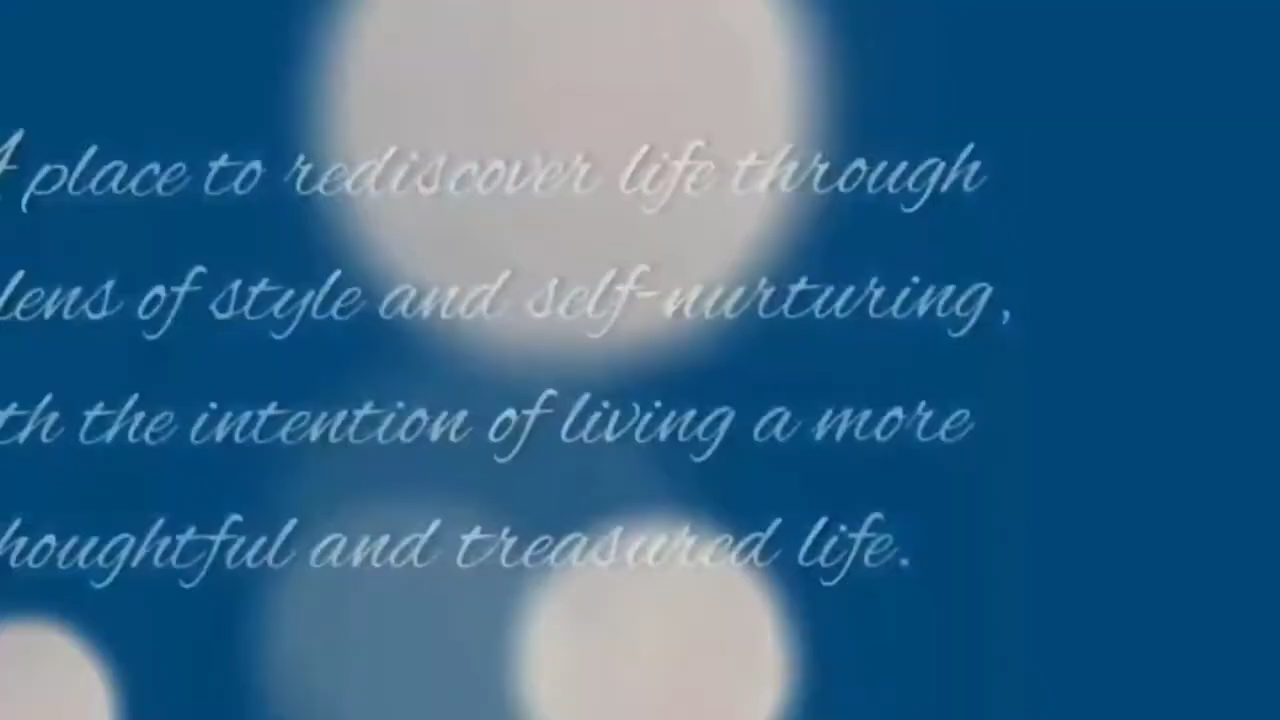 A place to rediscover life through
lens of style and self-nurturing,
th the intention of living a more
houghtful and treasured life.